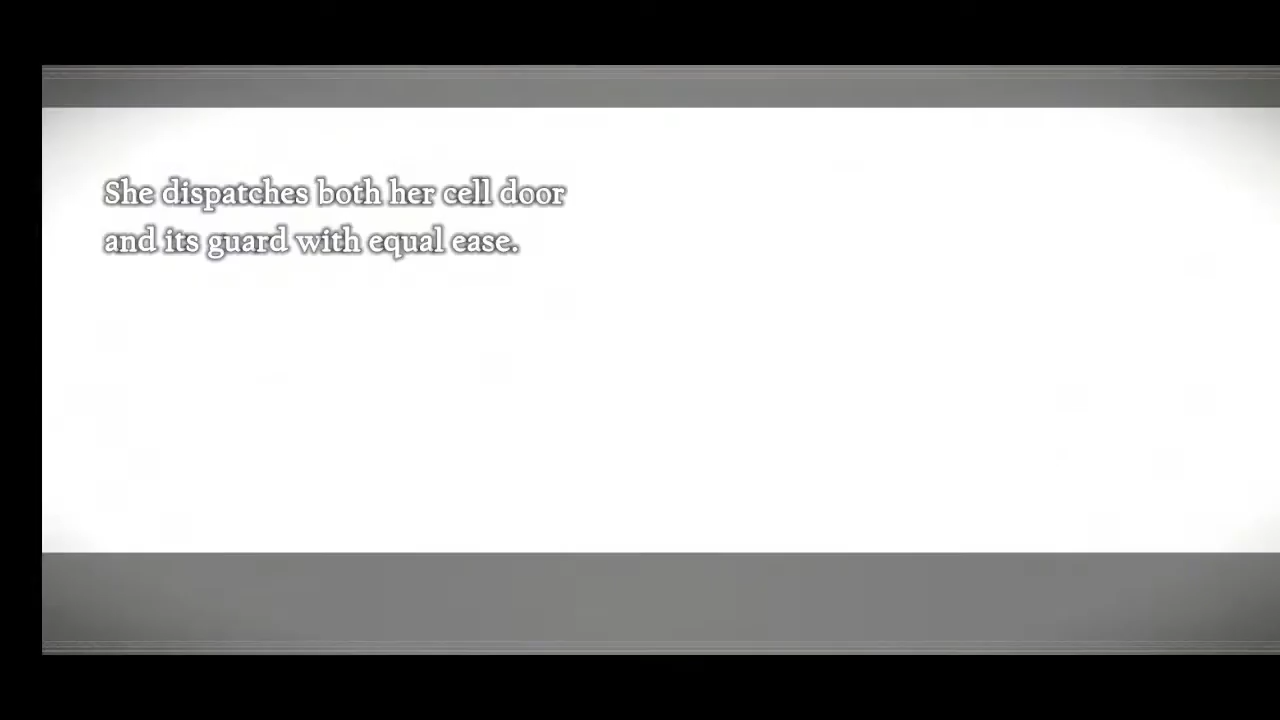 She dispatches both her cell door
and its guard with equal ease.